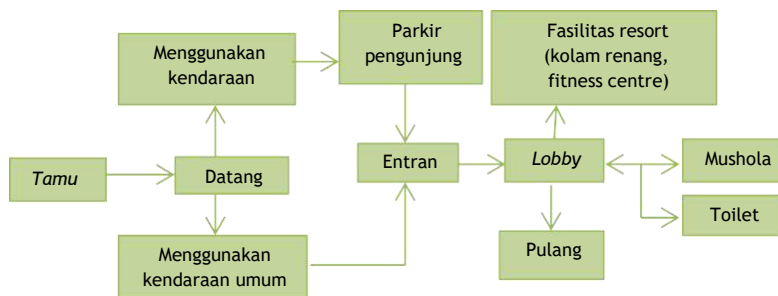 Menggunakan
kendaraan
Parkir
pengunjung
Fasilitas resort
(kolam renang,
fitness centre)
Tamu
Datang
Entran
Lobby
Mushola
Toilet
Menggunakan
kendaraan umum
Pulang